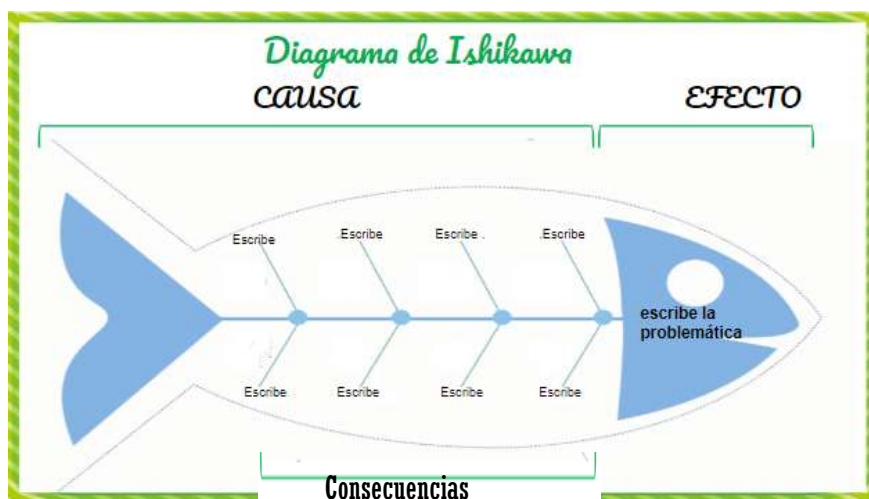 Diagrama de Ishikawa
CAUSA
EFECTO
Escribe
.Escribe
Escribe .
.Escribe
escribe la
problemática
Escribe
Escribe
Escribe
Escribe
Consecuencias